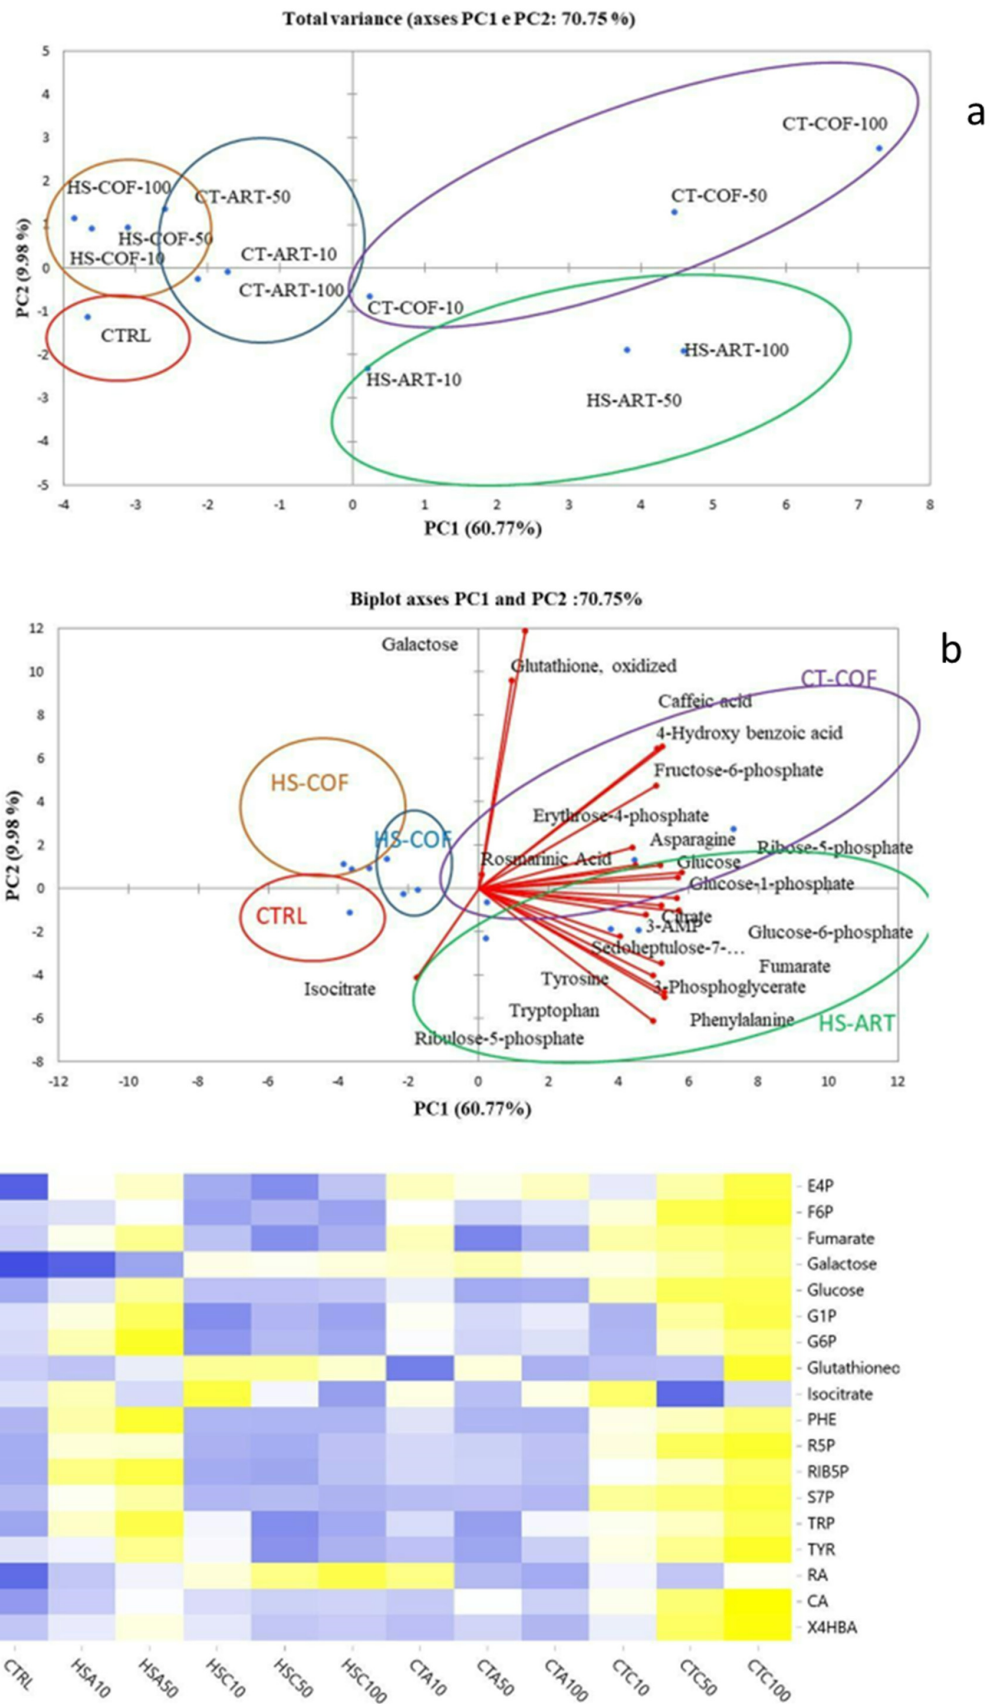 Total variance (axses PC1 e PC2: 70.75 %)
a
5
4
3
2
1
0
-1
-2
-3
-4
-5
PC2 (9.98 %)
CT-COF-100
HS-COF-100
CT-ART-50
CT-COF-50
HS-COF-50
HS-COF-10
CT-ART-10
CT-ART-100
CT-COF-10
CTRL
HS-ART-100
HS-ART-10
HS-ART-50
-4 -3 -2 -1 0 1 2 3 4 5 6 7 8
PC1 (60.77%)
Biplot axses PC1 and PC2 :70.75%
b
12
10
8
6
4
2
0
-2
-4
-6
-8
PC2 (9.98 %)
Galactose
Glutathione, oxidized
CT-COF
Caffeic acid
4-Hydroxy benzoic acid
Fructose-6-phosphate
HS-COF
Erythrose-4-phosphate
HS-COF
Asparagine
Ribose-5-phosphate
Rosmarinic Acid
Glucose
Glucose-1-phosphate
CTRL
Citrate
3-AMP
Glucose-6-phosphate
Sedoheptulose-7-…
Fumarate
Tyrosine
Isocitrate
3-Phosphoglycerate
Tryptophan
Phenylalanine
HS-ART
Ribulose-5-phosphate
-12 -10 -8 -6 -4 -2 0 2 4 6 8 10 12
PC1 (60.77%)
E4P
F6P
Fumarate
Galactose
Glucose
G1P
G6P
Glutathioneo
Isocitrate
PHE
R5P
RIB5P
S7P
TRP
TYR
RA
CA
X4HBA
CTRL HSA10 HSA50 HSC10 HSC50 HSC100 CTA10 CTA50 CTA100 CTC10 CTC50 CTC100